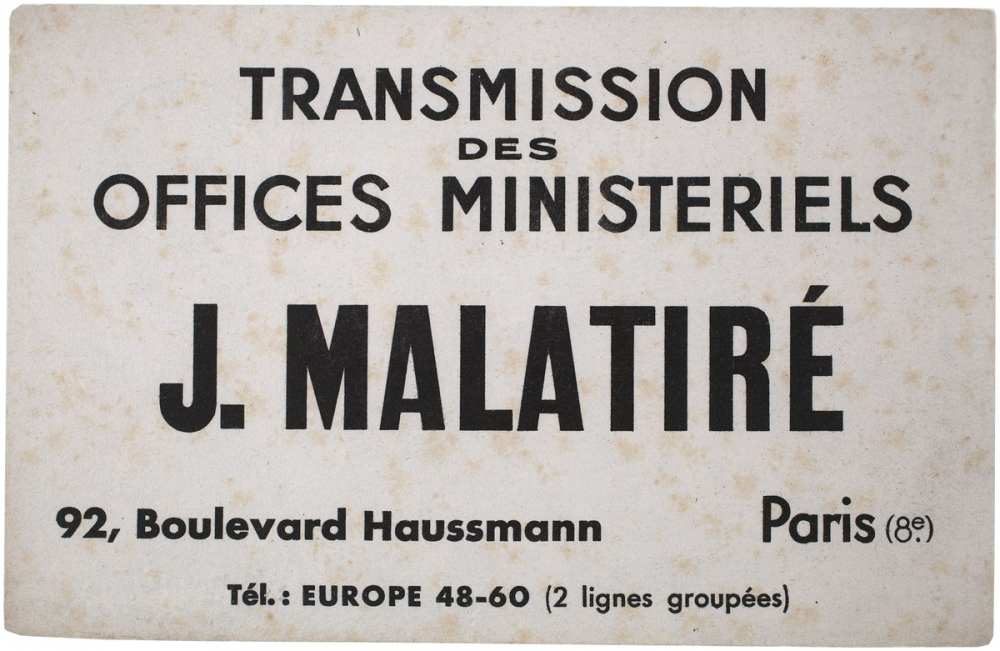 TRANSMISSION
DES
OFFICES MINISTERIELS
J. MALATIRÉ
92, Boulevard Haussmann Paris (8e.)
Tél. : EUROPE 48-60 (2 lignes groupées)